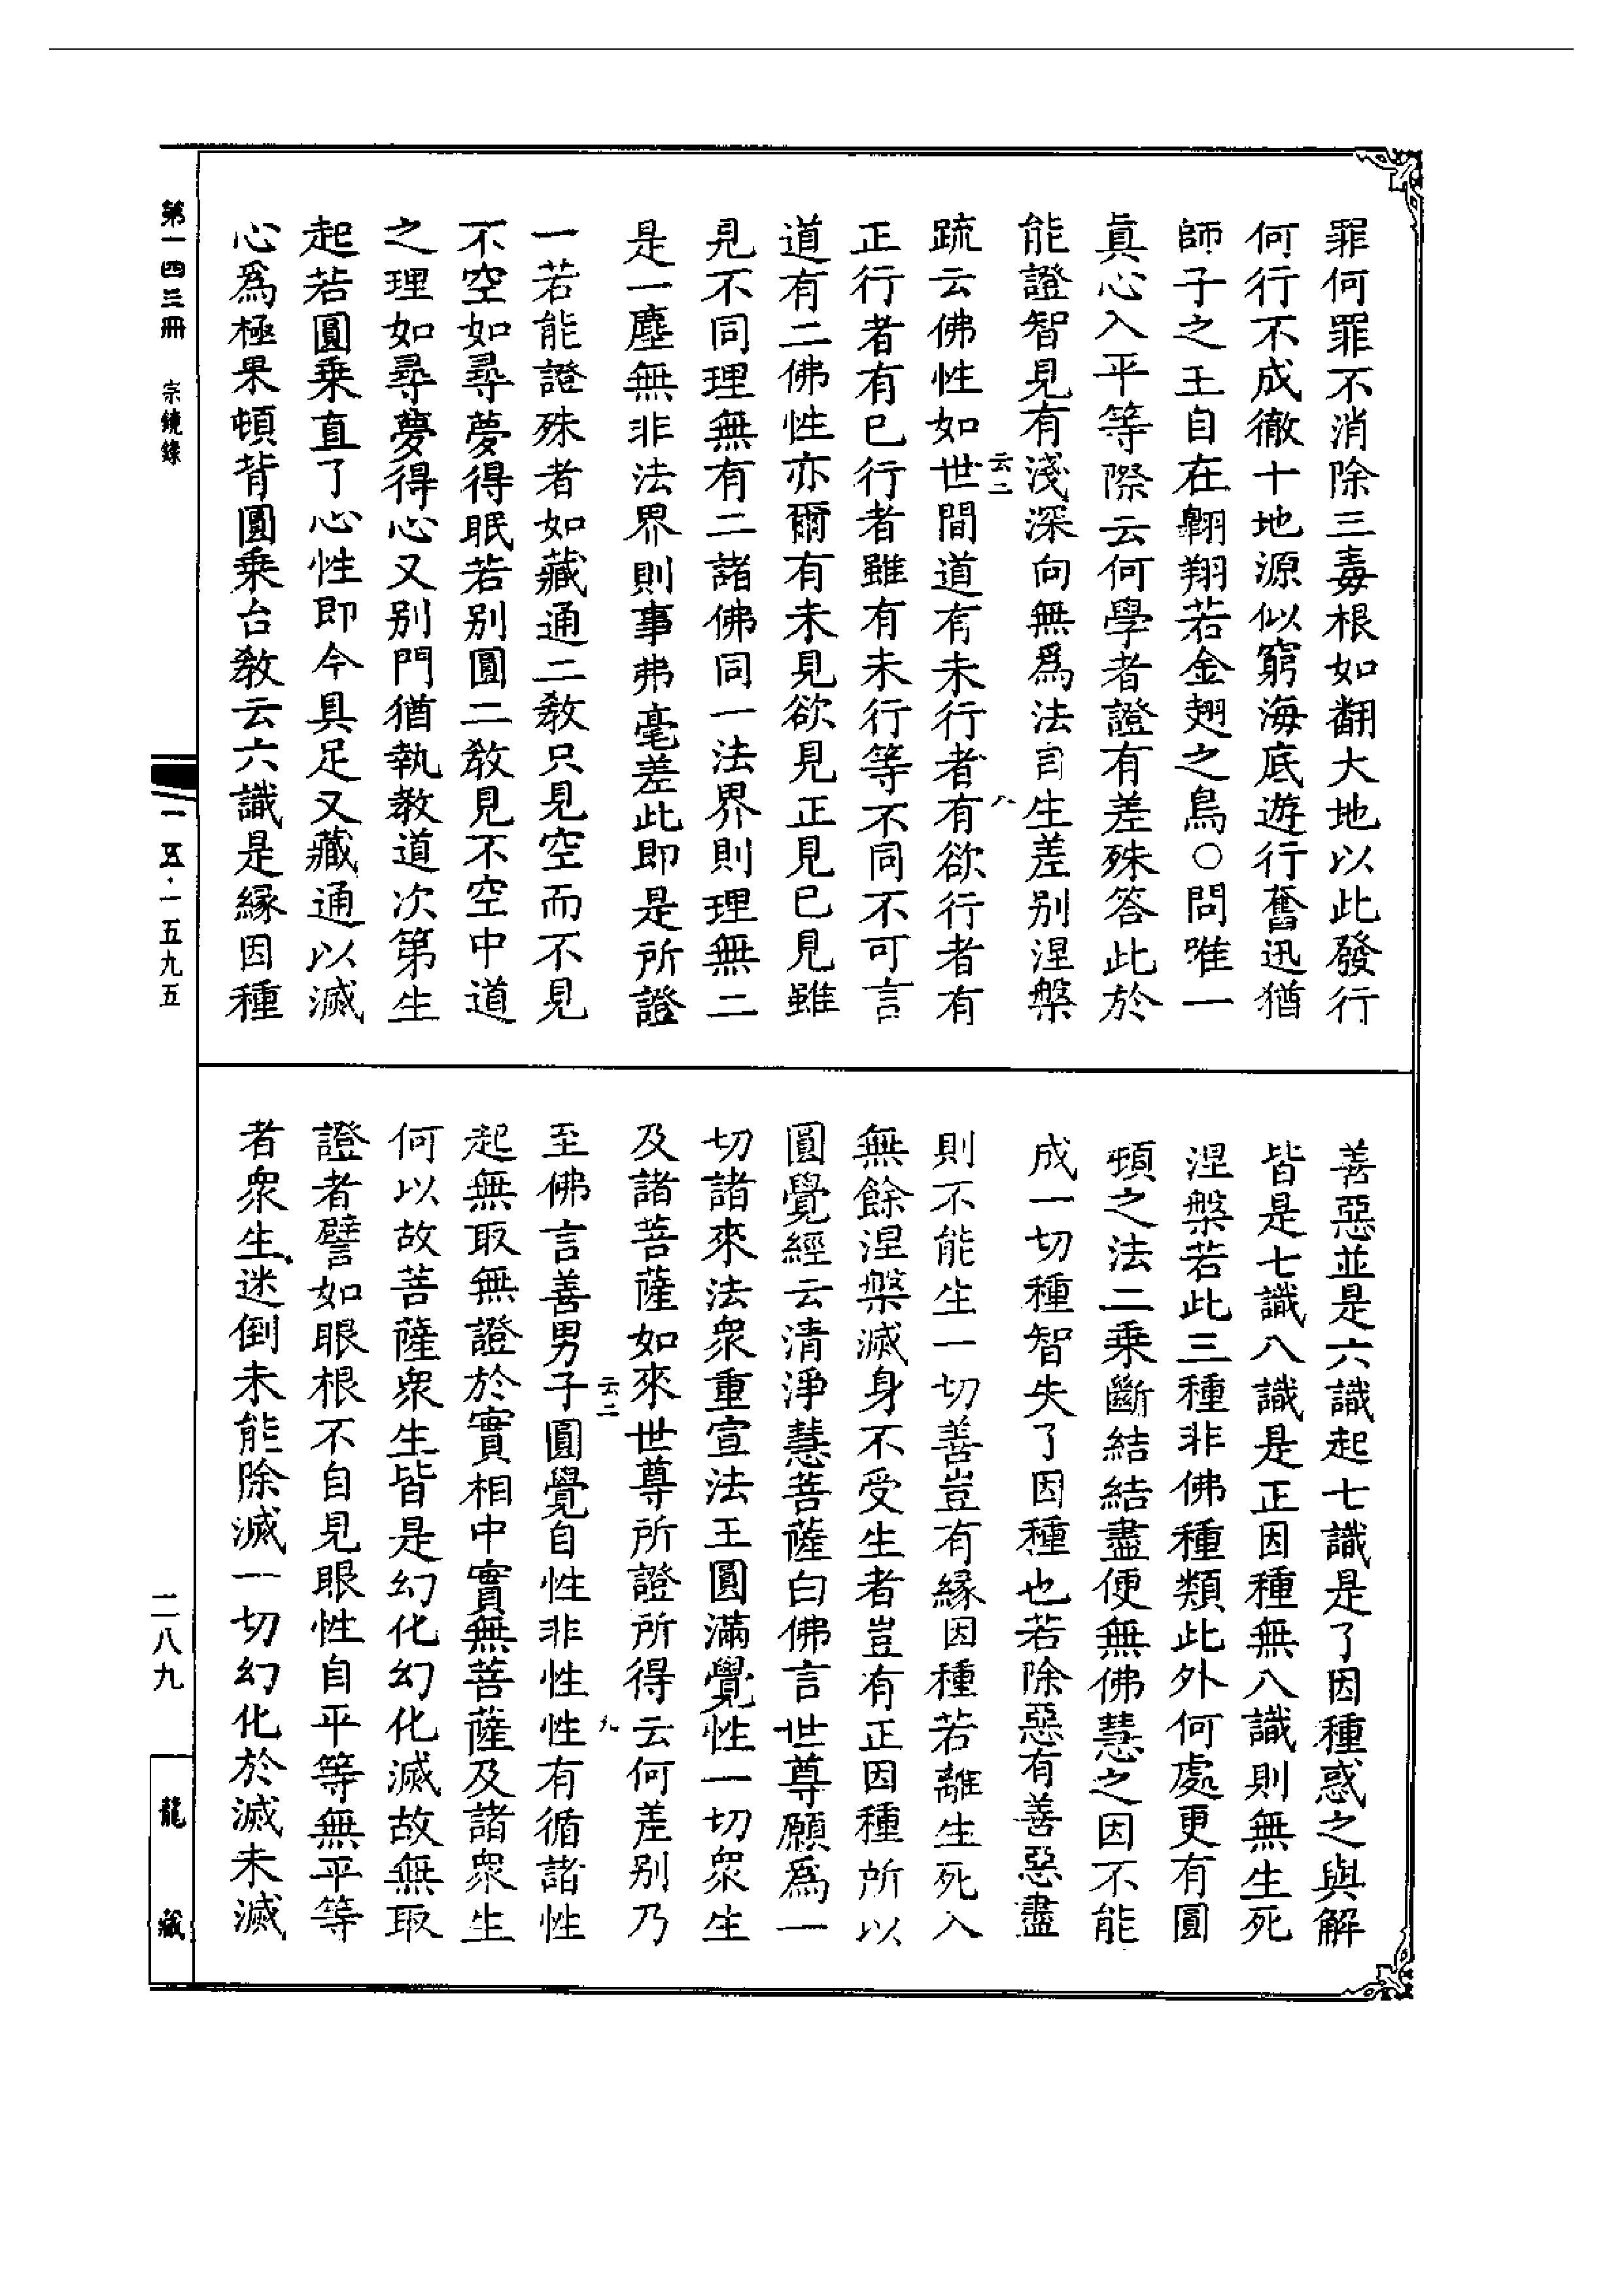 罪何罪不消除三毒根如翻大地以此發行
何行不成徹十地源似窮海底遊行奮迅猶
師子之王自在翱翔若金翅之鳥○問唯一
眞心入平等際云何學者證有差殊答此於
能證智見有淺深向無爲法自生差别涅槃
云二 八
疏云佛性如世間道有未行者有欲行者有
正行者有已行者雖有未行等不同不可言
道有二佛性亦爾有未見欲見正見已見雖
見不同理無有二諸佛同一法界則理無二
是一塵無非法界則事弗毫差此即是所證
一若能證殊者如藏通二教只見空而不見
不空如尋夢得眠若别圓二教見不空中道
之理如尋夢得心又别門猶執教道次第生
起若圓乗直了心性即今具足又藏通以滅
心爲極果頓背圓乗台教云六識是縁因種
善惡並是六識起七識是了因種惑之與解
皆是七識八識是正因種無八識則無生死
涅槃若此三種非佛種類此外何處更有圓
頓之法二乗斷結結盡便無佛慧之因不能
成一切種智失了因種也若除惡有善惡盡
則不能生一切善豈有縁因種若離生死入
無餘涅槃滅身不受生者豈有正因種所以
圓覺經云清淨慧菩薩白佛言世尊願爲一
切諸來法衆重宣法王圓滿覺性一切衆生
及諸菩薩如來世尊所證所得云何差别乃
云二 九
至佛言善男子圓覺自性非性性有循諸性
起無取無證於實相中實無菩薩及諸衆生
何以故菩薩衆生皆是幻化幻化滅故無取
證者譬如眼根不自見眼性自平等無平等
者衆生迷倒未能除滅一切幻化於滅未滅
第一四三冊 宗鏡錄
一五·一五九五
二八九
龍藏